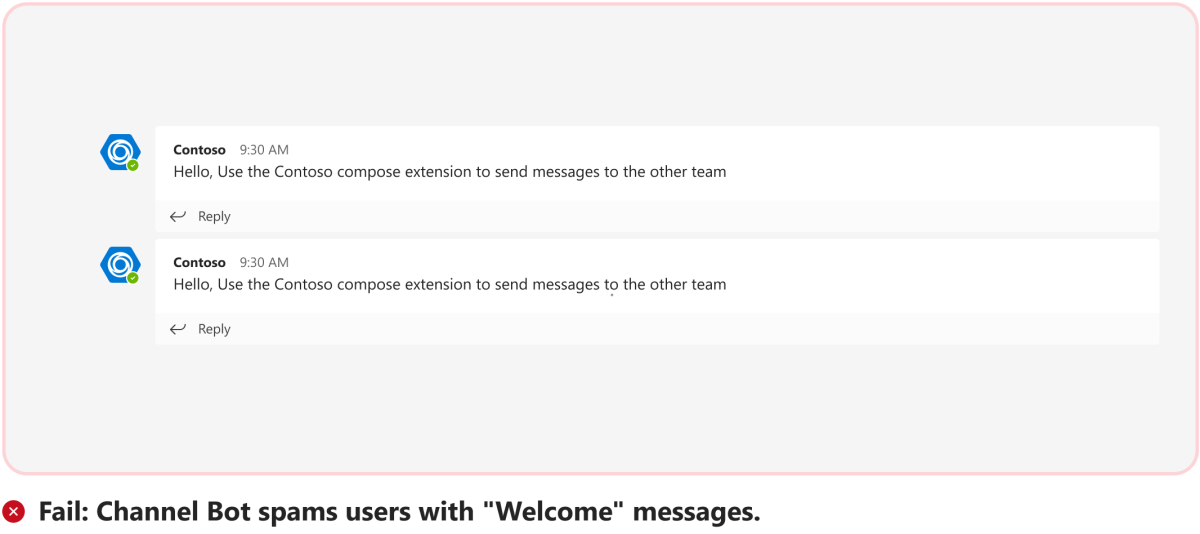 Contoso 9:30 AM
Hello, Use the Contoso compose extension to send messages to the other team
Reply
Contoso 9:30 AM
Hello, Use the Contoso compose extension to send messages to the other team
Reply
Fail: Channel Bot spams users with "Welcome" messages.